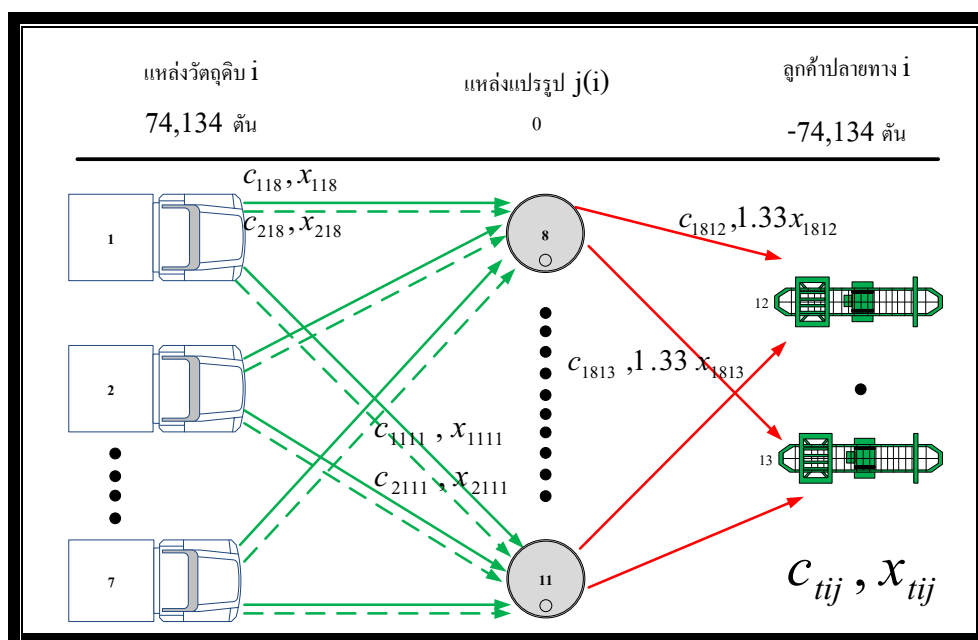 แหล่งวัตถุดิบ i
แหล่งแปรรูป j(i)
ลูกค้าปลายทาง i
74,134 ตัน
0
-74,134 ตัน
c118 , x118
c218 , x218
1
8
c1812 , 1.33x1812
12
2
c1813 , 1.33 x1813
c1111 , x1111
c2111 , x2111
13
7
11
ctij , xtij